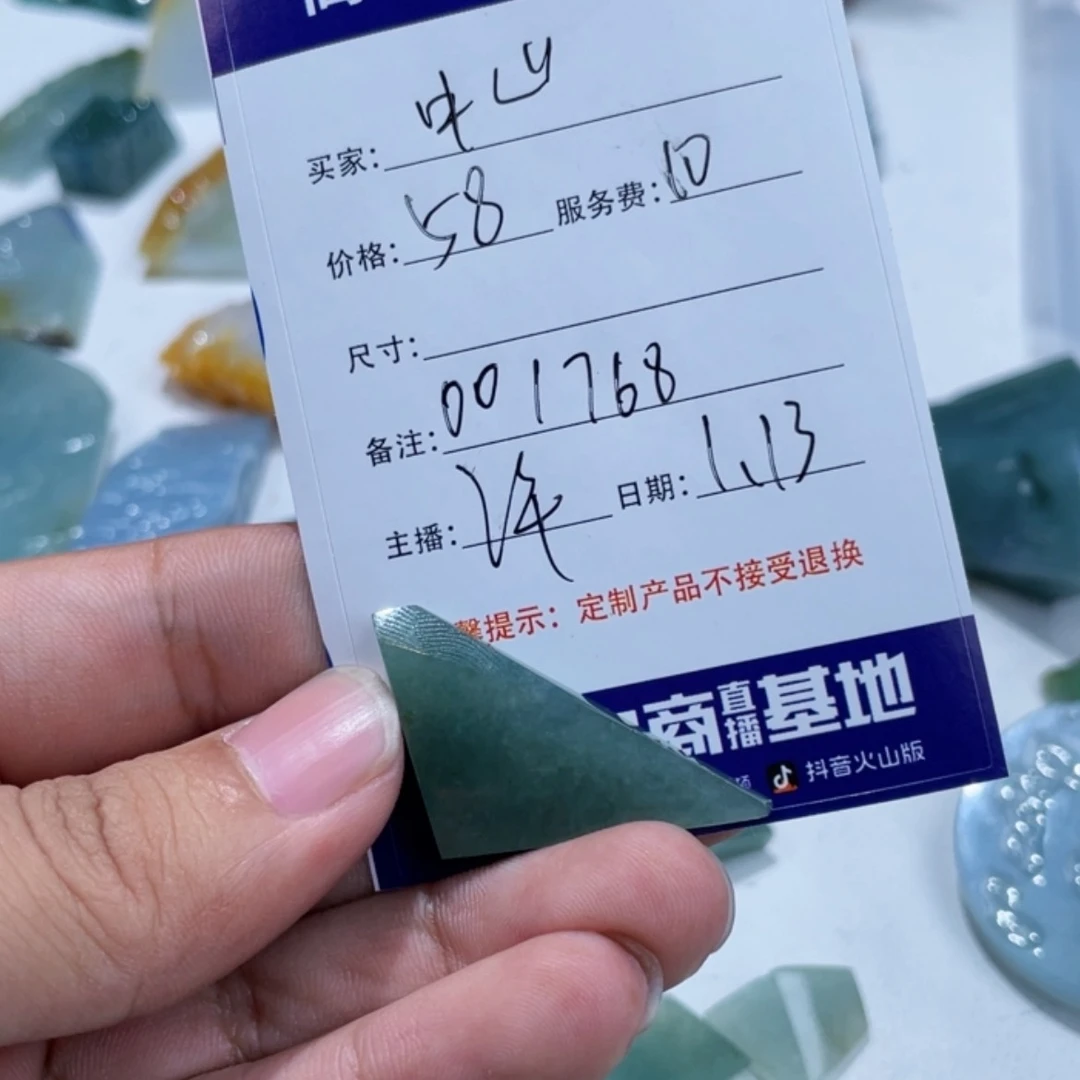 买家：中山
价格：58 服务费：10
尺寸：
备注：001768
主播：泽 日期：1.13
馨提示：定制产品不接受退换
商直播基地
抖音火山版